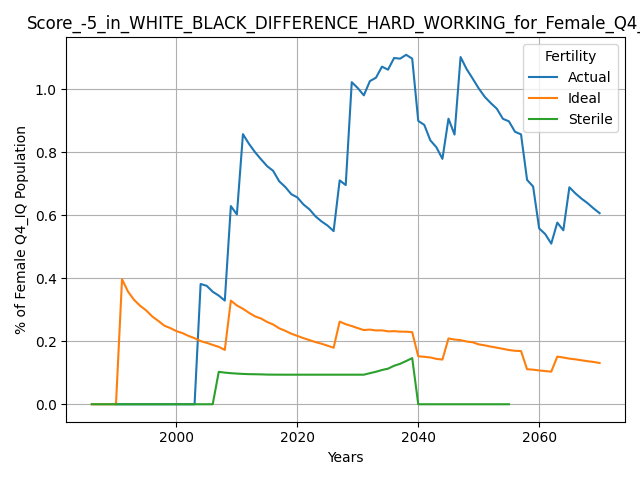 Score_-5_in_WHITE_BLACK_DIFFERENCE_HARD_WORKING_for_Female_Q4_
Fertility
Actual
Ideal
Sterile
% of Female Q4_IQ Population
1.0
0.8
0.6
0.4
0.2
0.0
2000
2020
2040
2060
Years